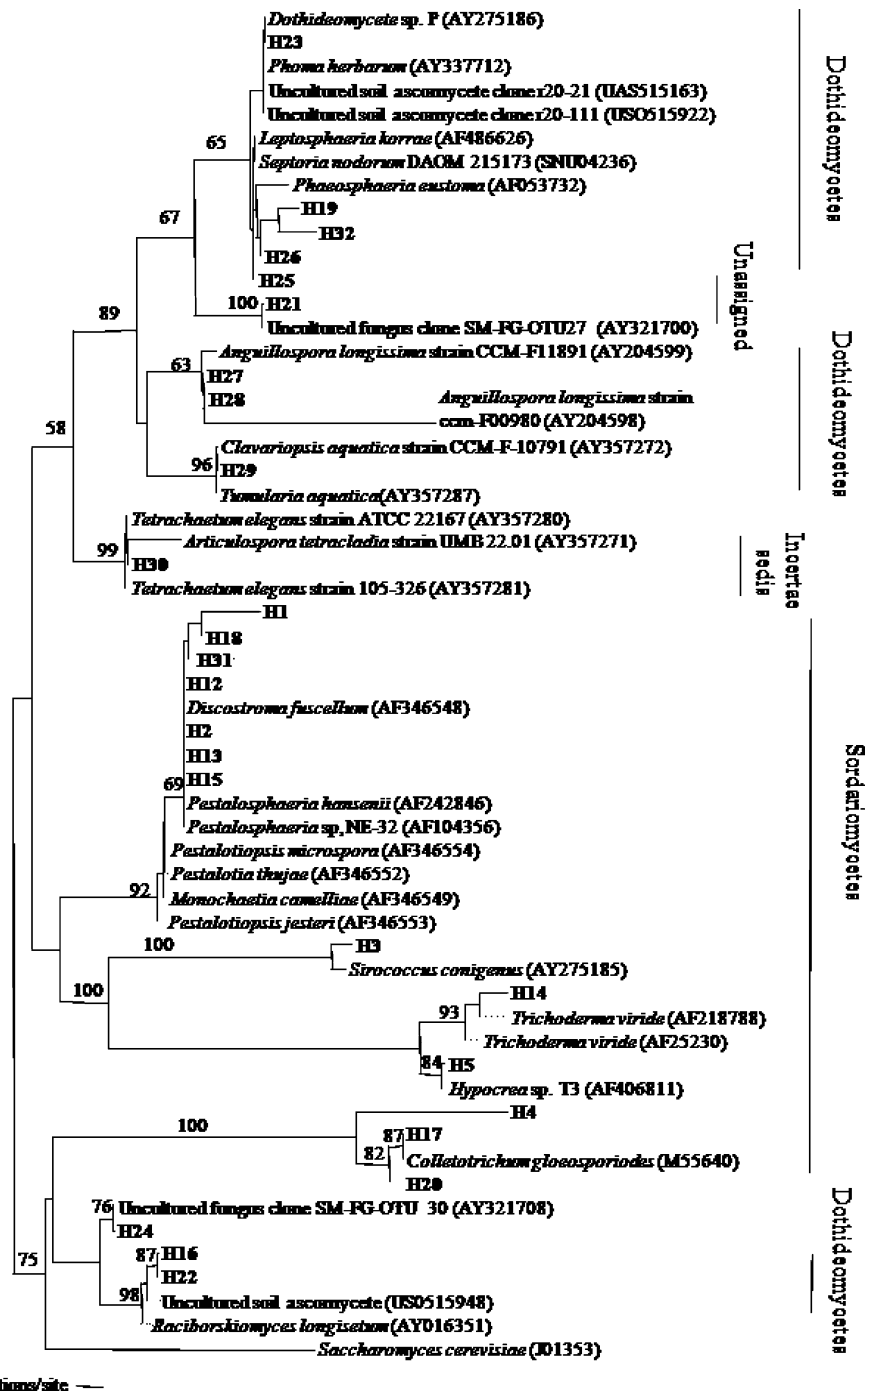 Dothideomycete sp. P (AY275186)
H23
Phoma herbarum (AY337712)
Uncultured soil ascomycete clone r20-21 (UAS515163)
Uncultured soil ascomycete clone r20-111 (USO515922)
65
Leptosphaeria korrae (AF486626)
Septoria nodorum DAOM 215173 (SNU04236)
Phaeosphaeria eustoma (AF053732)
H19
67
H32
H26
H25
Dothideomycetes
100
H21
Uncultured fungus clone SM-FG-OTU27 (AY321700)
Unassigned
89
Anguillospora longissima strain CCM-F11891 (AY204599)
63
H27
H28
Anguillospora longissima strain
ccm-F00980 (AY204598)
58
Clavariopsis aquatica strain CCM-F-10791 (AY357272)
96
H29
Tumularia aquatica(AY357287)
Dothideomycetes
Tetrachaetum elegans strain ATCC 22167 (AY357280)
Articulospora tetracladia strain UMB 22.01 (AY357271)
99
H30
Tetrachaetum elegans strain 105-326 (AY357281)
Incertae
sedis
H1
H18
H31
H12
Discostroma fuscellum (AF346548)
H2
H13
69
H15
Pestalosphaeria hansenii (AF242846)
Pestalosphaeria sp, NE-32 (AF104356)
Pestalotiopsis microspora (AF346554)
Pestalotia thujae (AF346552)
92
Monochaetia camelliae (AF346549)
Pestalotiopsis jesteri (AF346553)
100
H3
Sirococcus conigenus (AY275185)
100
H14
93
Trichoderma viride (AF218788)
Trichoderma viride (AF25230)
84
H5
Hypocrea sp. T3 (AF406811)
H4
100
87
H17
82
Colletotrichum gloeosporiodes (M55640)
H20
Sordariomycetes
76
Uncultured fungus clone SM-FG-OTU 30 (AY321708)
H24
87
H16
75
H22
98
Uncultured soil ascomycete (US0515948)
Raciborskiomyces longisetum (AY016351)
Dothideomycetes
Saccharomyces cerevisiae (J01353)
tions/site